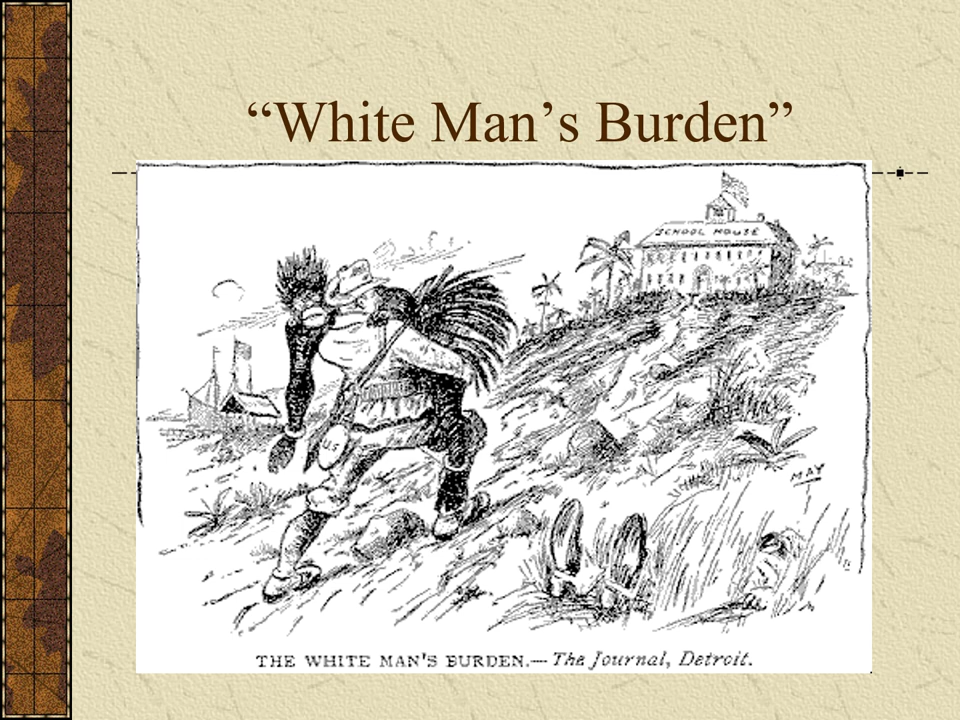 “White Man’s Burden”
SCHOOL HOUSE
MAY
THE WHITE MAN'S BURDEN.—The Journal, Detroit.